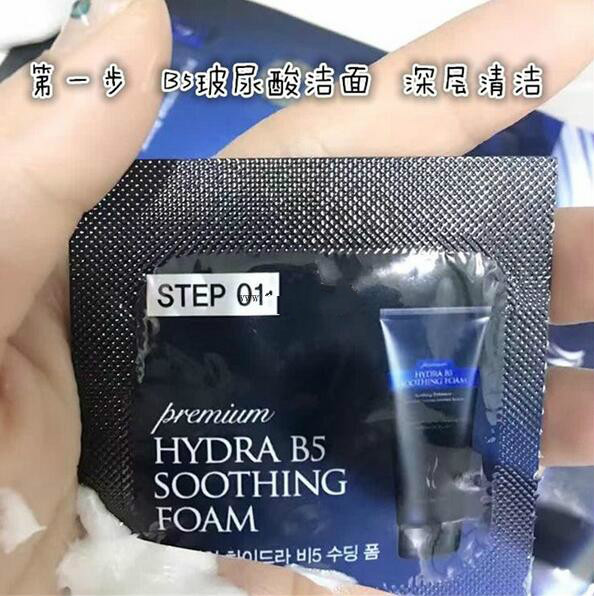 第一步 B5玻尿酸洁面 深层清洁
STEP 01
premium
HYDRA B5
SOOTHING
FOAM
하이드라 비5 수딩 폼
premium
HYDRA B5
SOOTHING FOAM